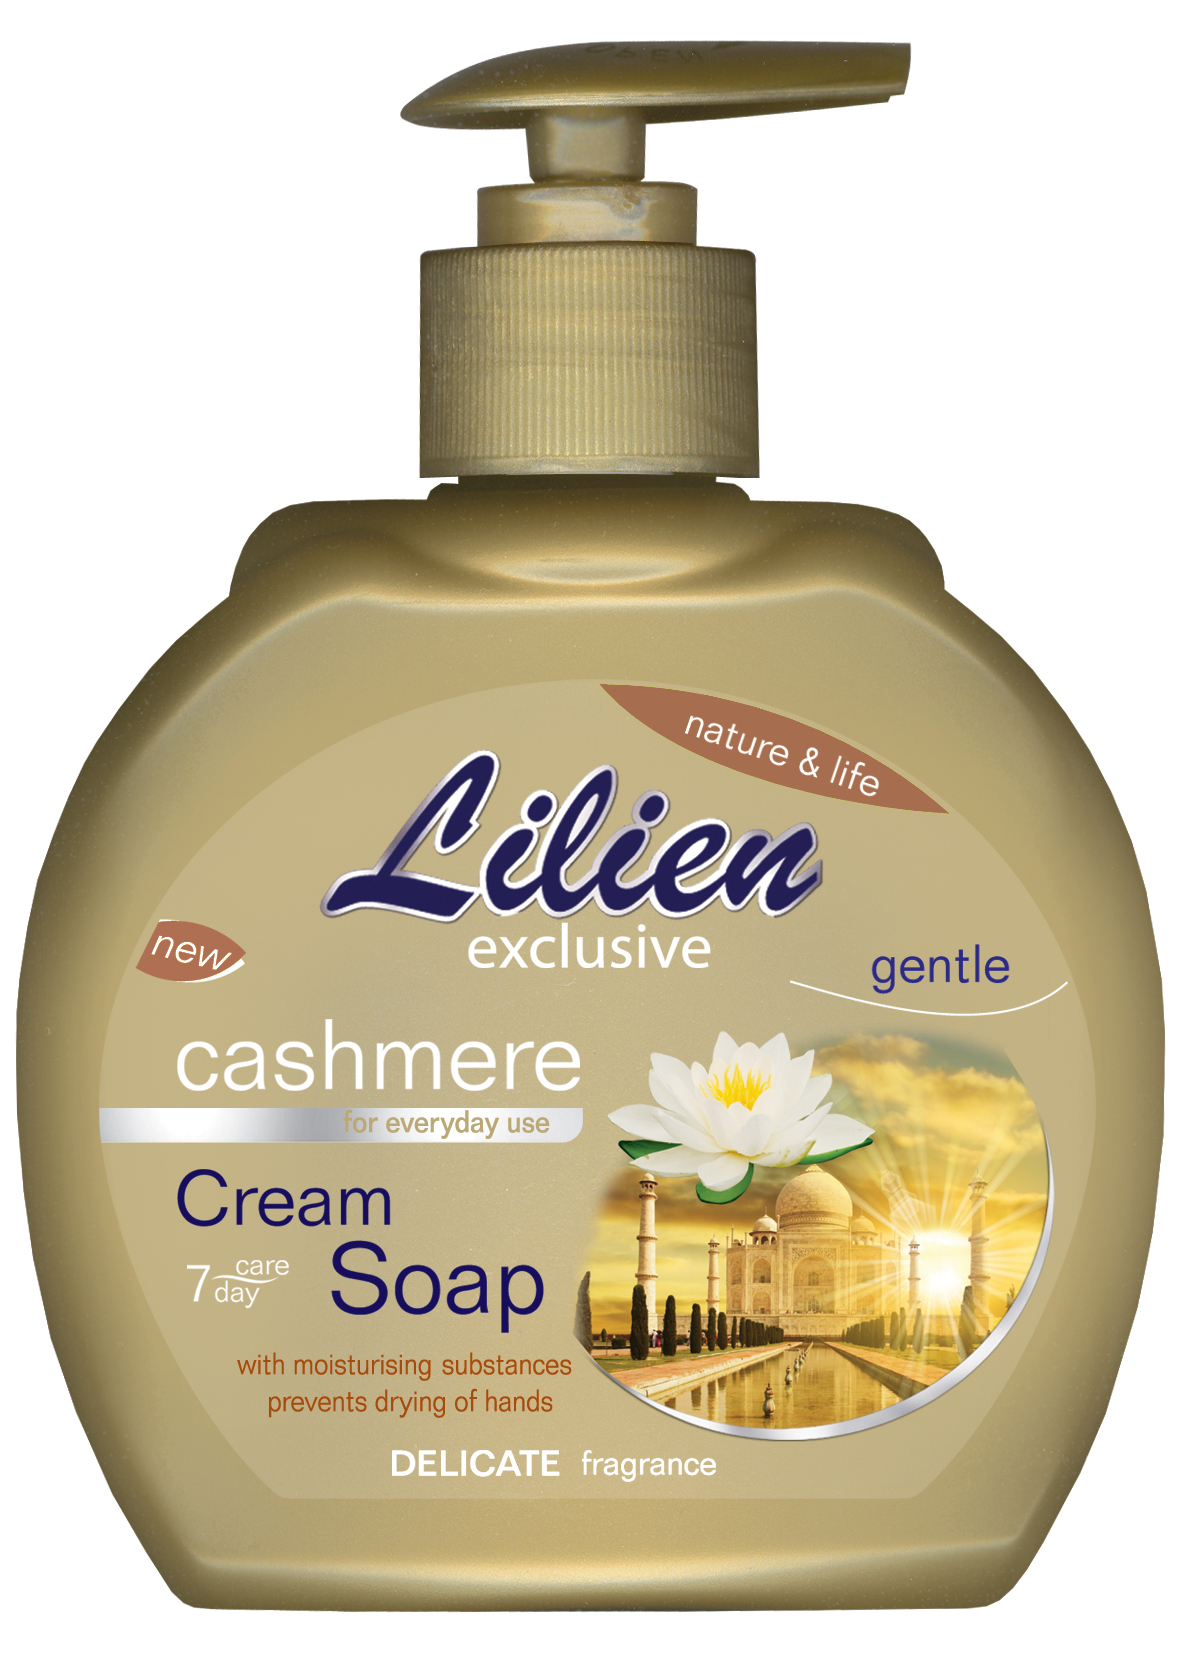 OPEN
nature & life
Lilien
exclusive
new
gentle
cashmere
for everyday use
Cream
Soap
7 day care
with moisturising substances
prevents drying of hands
DELICATE fragrance